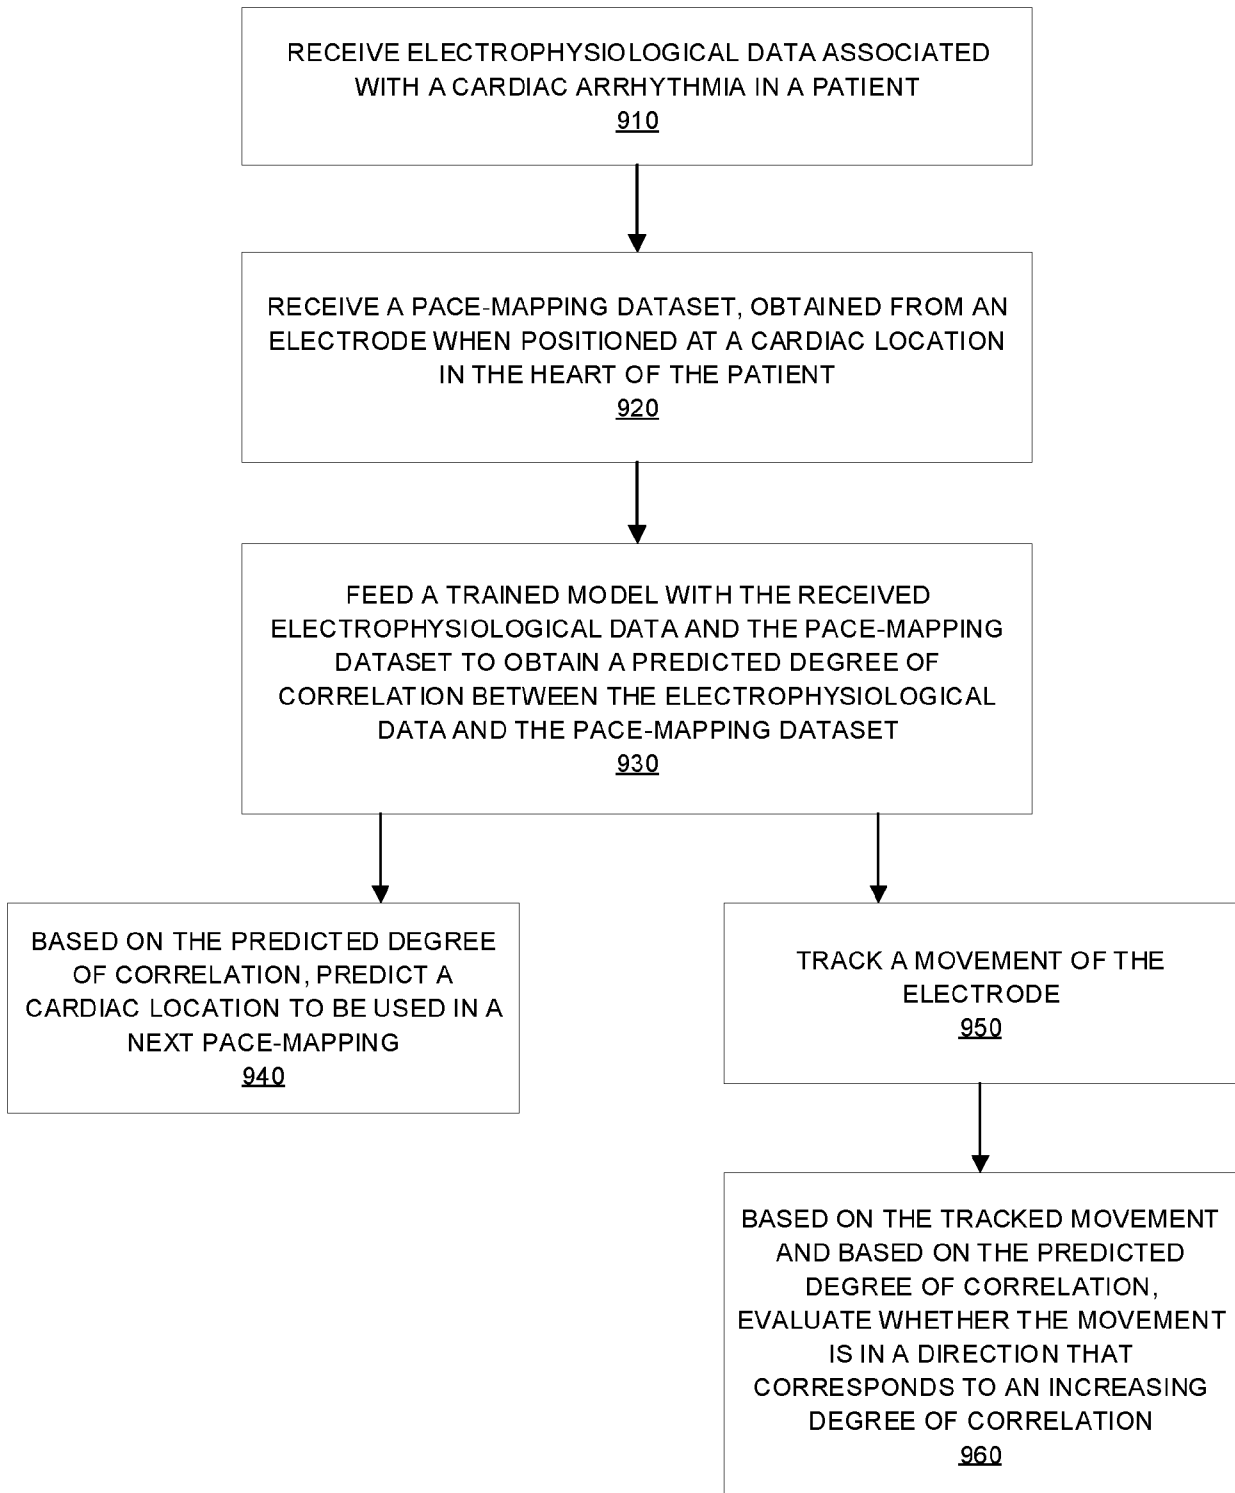 RECEIVE ELECTROPHYSIOLOGICAL DATA ASSOCIATED
WITH A CARDIAC ARRHYTHMIA IN A PATIENT
910
RECEIVE A PACE-MAPPING DATASET, OBTAINED FROM AN
ELECTRODE WHEN POSITIONED AT A CARDIAC LOCATION
IN THE HEART OF THE PATIENT
920
FEED A TRAINED MODEL WITH THE RECEIVED
ELECTROPHYSIOLOGICAL DATA AND THE PACE-MAPPING
DATASET TO OBTAIN A PREDICTED DEGREE OF
CORRELATION BETWEEN THE ELECTROPHYSIOLOGICAL
DATA AND THE PACE-MAPPING DATASET
930
BASED ON THE PREDICTED DEGREE
OF CORRELATION, PREDICT A
CARDIAC LOCATION TO BE USED IN A
NEXT PACE-MAPPING
940
TRACK A MOVEMENT OF THE
ELECTRODE
950
BASED ON THE TRACKED MOVEMENT
AND BASED ON THE PREDICTED
DEGREE OF CORRELATION,
EVALUATE WHETHER THE MOVEMENT
IS IN A DIRECTION THAT
CORRESPONDS TO AN INCREASING
DEGREE OF CORRELATION
960